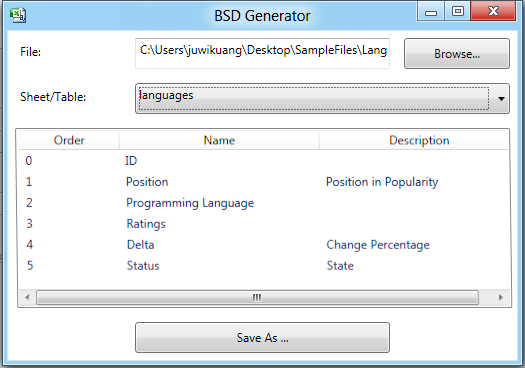 BSD Generator
File: C:\Users\juwikuang\Desktop\SampleFiles\Lang Browse...
Sheet/Table: languages
Order Name Description
0 ID
1 Position Position in Popularity
2 Programming Language
3 Ratings
4 Delta Change Percentage
5 Status State
Save As ...